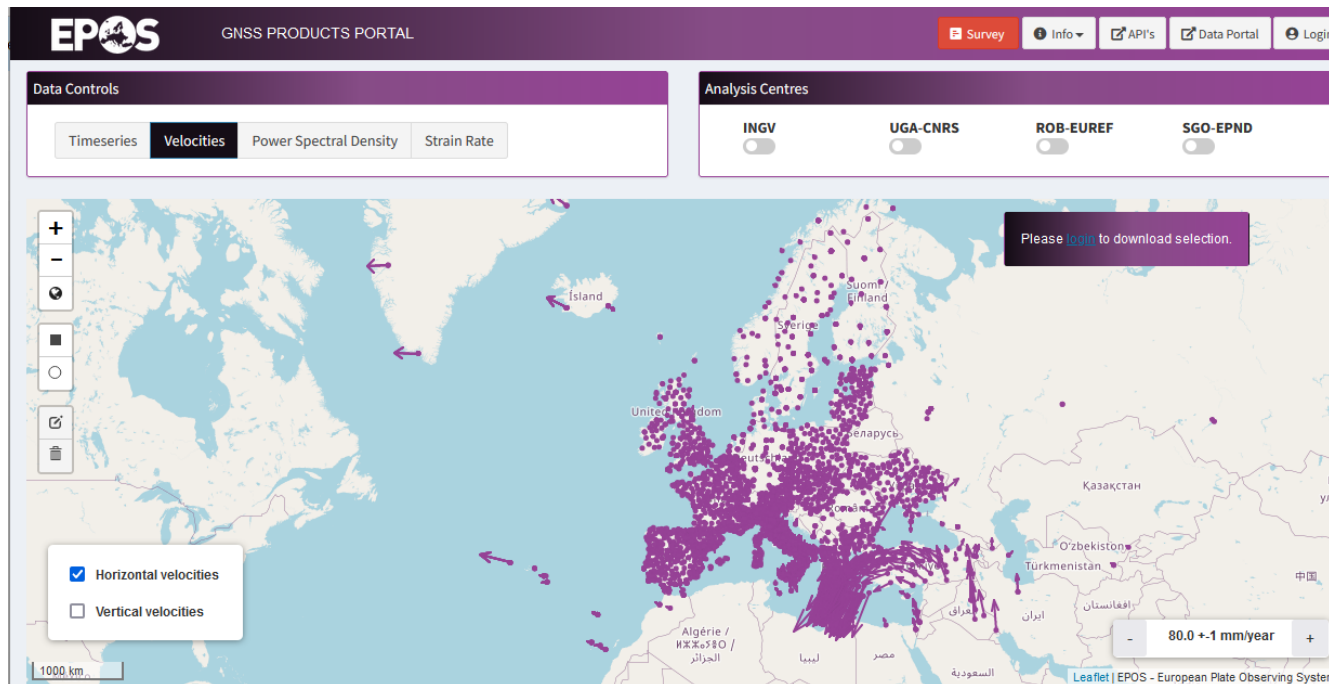 EPOS
GNSS PRODUCTS PORTAL
Survey
Info
API's
Data Portal
Login
Data Controls
Timeseries
Velocities
Power Spectral Density
Strain Rate
Analysis Centres
INGV
UGA-CNRS
ROB-EUREF
SGO-EPND
+
−
Please login to download selection.
Ísland
Suomi /
Finland
Sverige
United Kingdom
Беларусь
Қазақстан
O'zbekiston
Türkmenistan
中国
افغانستان
ایران
العراق
Algérie /
الجزائر
ليبيا
مصر
السعودية
Horizontal velocities
Vertical velocities
1000 km
- 80.0 +-1 mm/year +
Leaflet | EPOS - European Plate Observing System